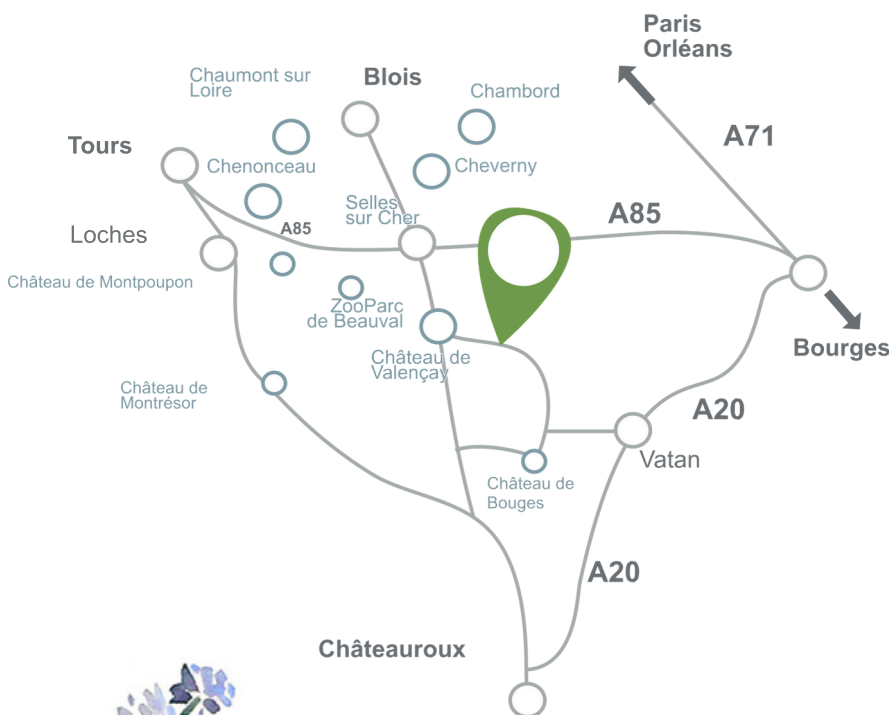 Paris
Orléans
Chaumont sur
Loire
Blois
Chambord
A71
Tours
Chenonceau
Cheverny
Selles
sur Cher
A85
A85
Loches
Château de Montpoupon
ZooParc
de Beauval
Château de
Valençay
Bourges
Château de
Montrésor
A20
Vatan
Château de
Bouges
A20
Châteauroux